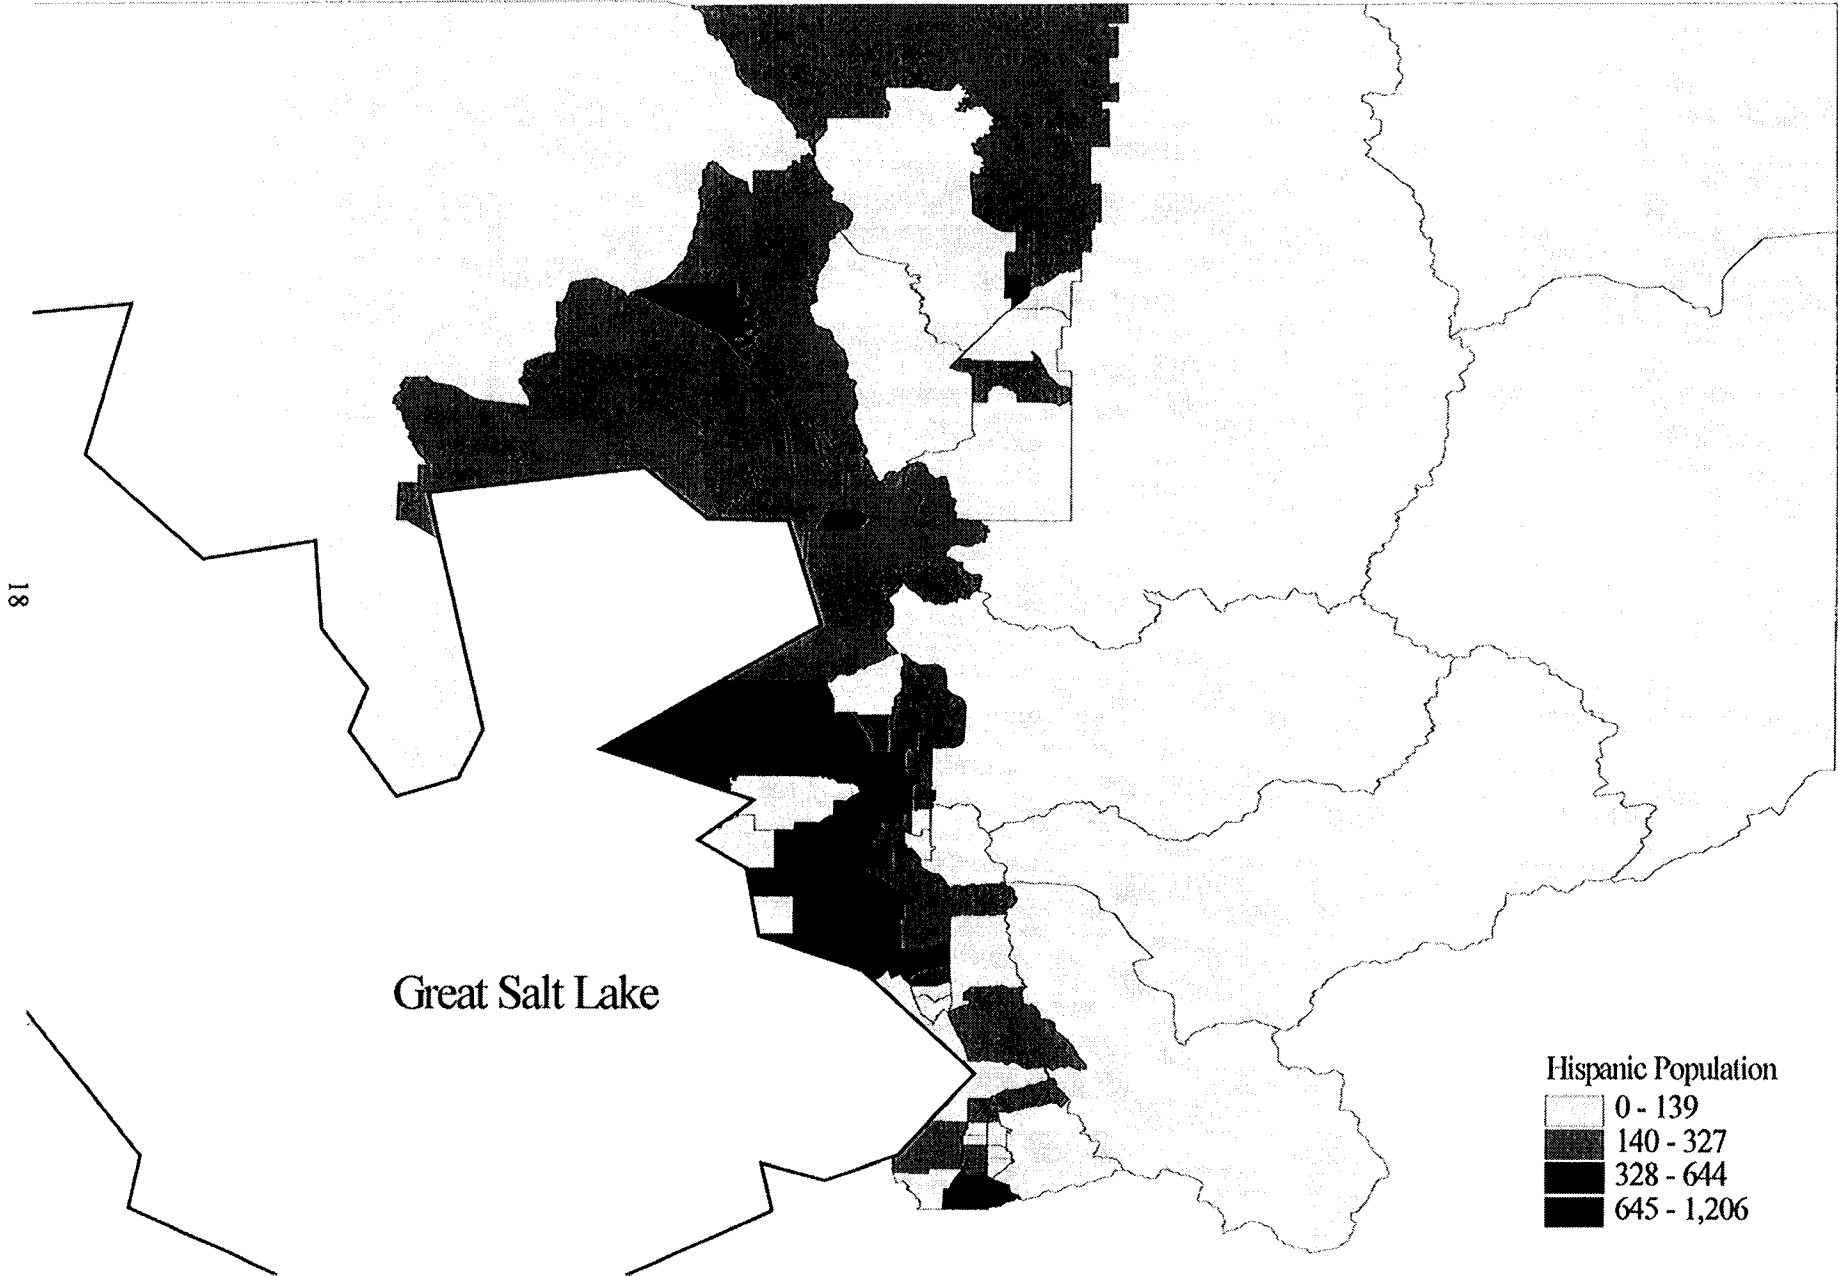 18
Great Salt Lake
Hispanic Population
0 - 139
140 - 327
328 - 644
645 - 1,206